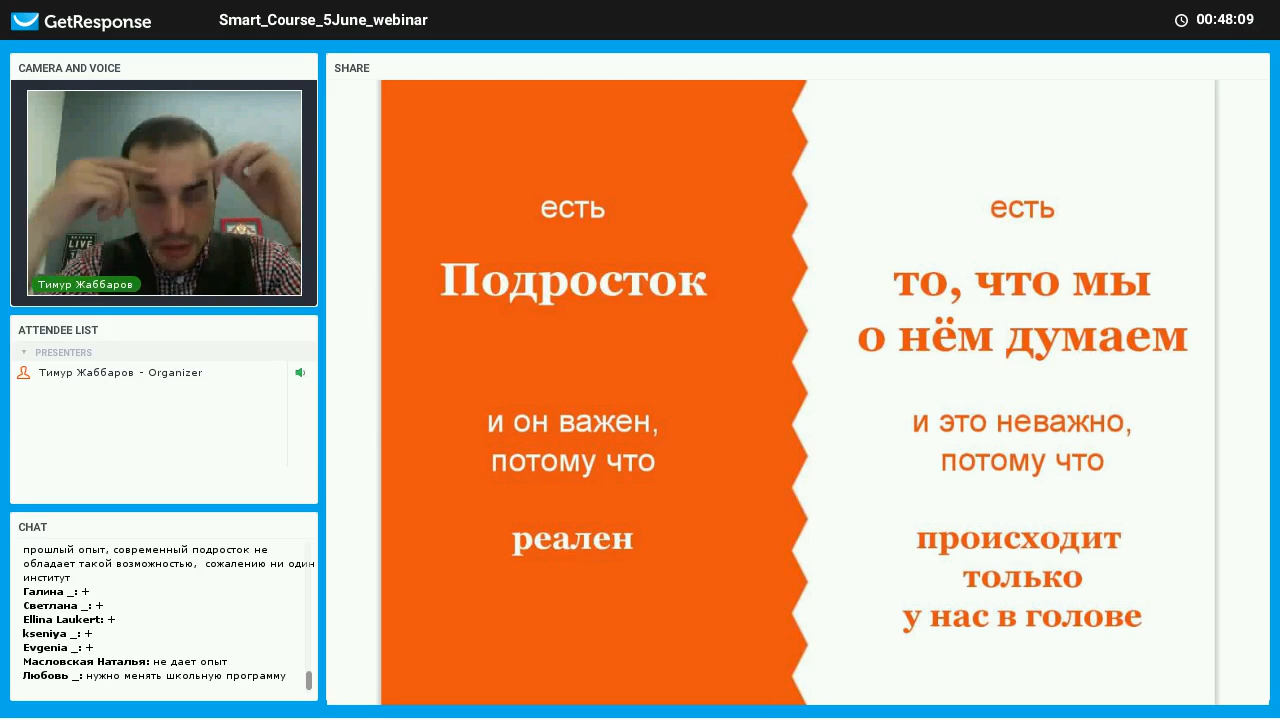 GetResponse
Smart_Course_5June_webinar
00:48:09
CAMERA AND VOICE
LIVE
Тимур Жаббаров
ATTENDEE LIST
PRESENTERS
Тимур Жаббаров - Organizer
CHAT
прошлый опыт, современный подросток не
обладает такой возможностью, сожалению ни один
институт
Галина _: +
Светлана _: +
Ellina Laukert: +
kseniya _: +
Evgenia _: +
Масловская Наталья: не дает опыт
Любовь _: нужно менять школьную программу
SHARE
есть
Подросток
и он важен,
потому что
реален
есть
то, что мы
о нём думаем
и это неважно,
потому что
происходит
только
у нас в голове